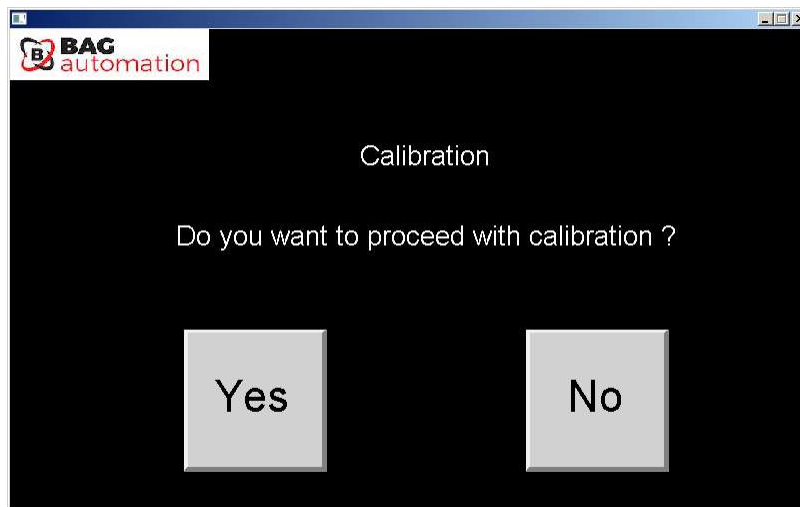 BAG
automation
Calibration
Do you want to proceed with calibration ?
Yes
No